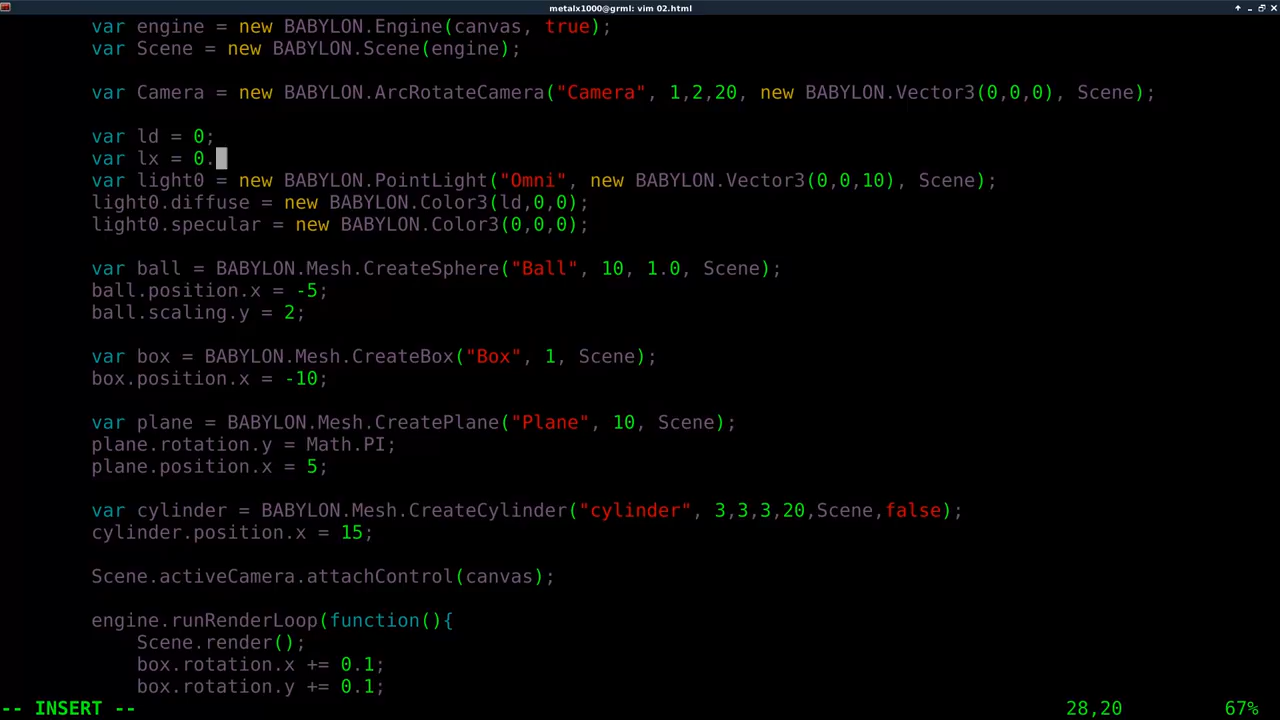 metalx1000@grml: vim 02.html
var engine = new BABYLON.Engine(canvas, true);
var Scene = new BABYLON.Scene(engine);
var Camera = new BABYLON.ArcRotateCamera("Camera", 1,2,20, new BABYLON.Vector3(0,0,0), Scene);
var ld = 0;
var lx = 0.
var light0 = new BABYLON.PointLight("Omni", new BABYLON.Vector3(0,0,10), Scene);
light0.diffuse = new BABYLON.Color3(ld,0,0);
light0.specular = new BABYLON.Color3(0,0,0);
var ball = BABYLON.Mesh.CreateSphere("Ball", 10, 1.0, Scene);
ball.position.x = -5;
ball.scaling.y = 2;
var box = BABYLON.Mesh.CreateBox("Box", 1, Scene);
box.position.x = -10;
var plane = BABYLON.Mesh.CreatePlane("Plane", 10, Scene);
plane.rotation.y = Math.PI;
plane.position.x = 5;
var cylinder = BABYLON.Mesh.CreateCylinder("cylinder", 3,3,3,20,Scene,false);
cylinder.position.x = 15;
Scene.activeCamera.attachControl(canvas);
engine.runRenderLoop(function(){
Scene.render();
box.rotation.x += 0.1;
box.rotation.y += 0.1;
-- INSERT -- 28,20 67%